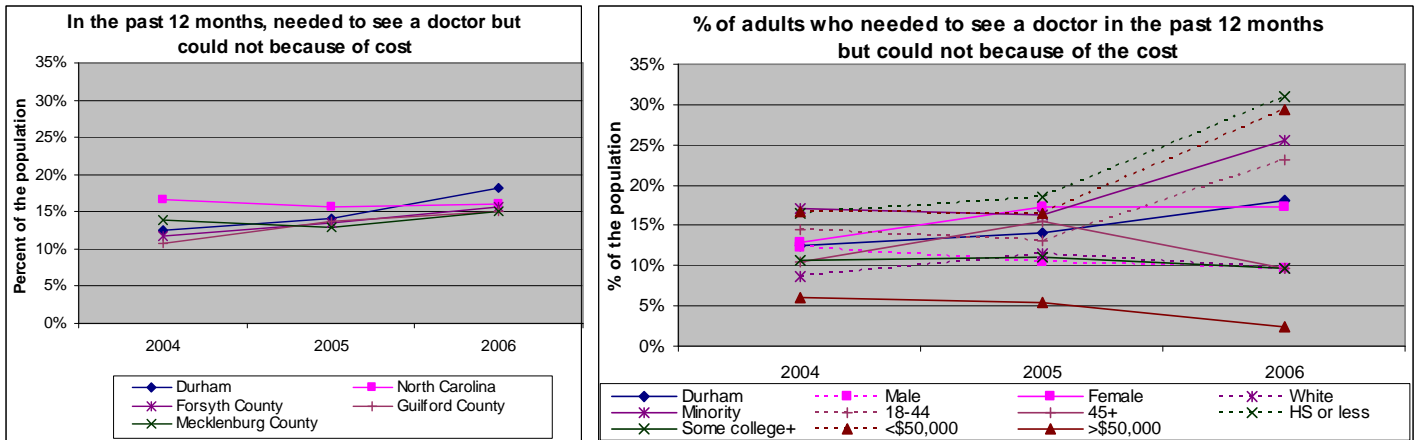 In the past 12 months, needed to see a doctor but
could not because of cost
Percent of the population
35%
30%
25%
20%
15%
10%
5%
0%
2004 2005 2006
Durham North Carolina
Forsyth County Guilford County
Mecklenburg County
% of adults who needed to see a doctor in the past 12 months
but could not because of the cost
% of the population
35%
30%
25%
20%
15%
10%
5%
0%
2004 2005 2006
Durham Male Female White
Minority 18-44 45+ HS or less
Some college+ <$50,000 >$50,000